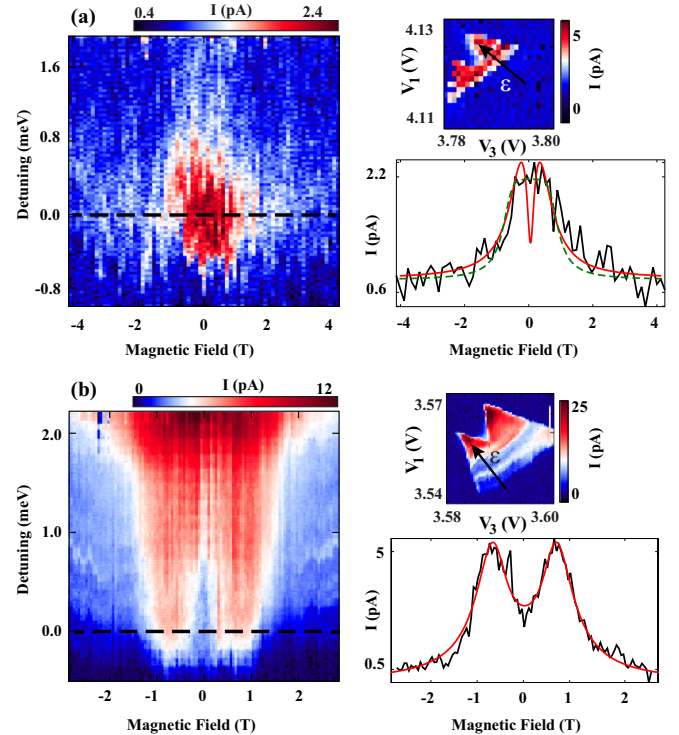 (a)
I (pA)
0.4
2.4
Detuning (meV)
1.6
0.8
0.0
-0.8
-4
-2
0
2
4
Magnetic Field (T)
V1 (V)
4.13
4.11
ε
3.78
3.80
V3 (V)
5
0
I (pA)
I (pA)
2.2
0.6
-4
-2
0
2
4
Magnetic Field (T)
(b)
I (pA)
0
12
Detuning (meV)
2.0
1.0
0.0
-2
-1
0
1
2
Magnetic Field (T)
V1 (V)
3.57
3.54
ε
3.58
3.60
V3 (V)
25
0
I (pA)
I (pA)
5
0.5
-2
-1
0
1
2
Magnetic Field (T)